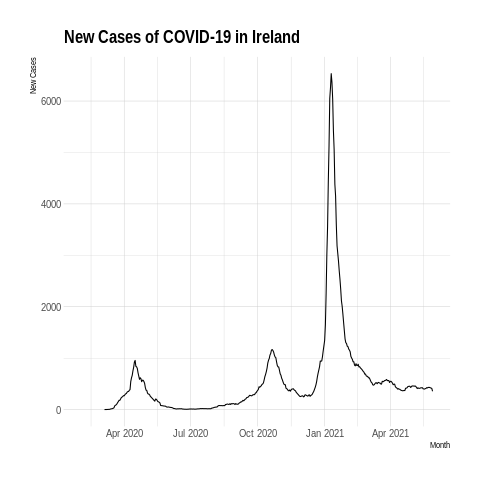 New Cases of COVID-19 in Ireland
New Cases
6000
4000
2000
0
Apr 2020 Jul 2020 Oct 2020 Jan 2021 Apr 2021
Month